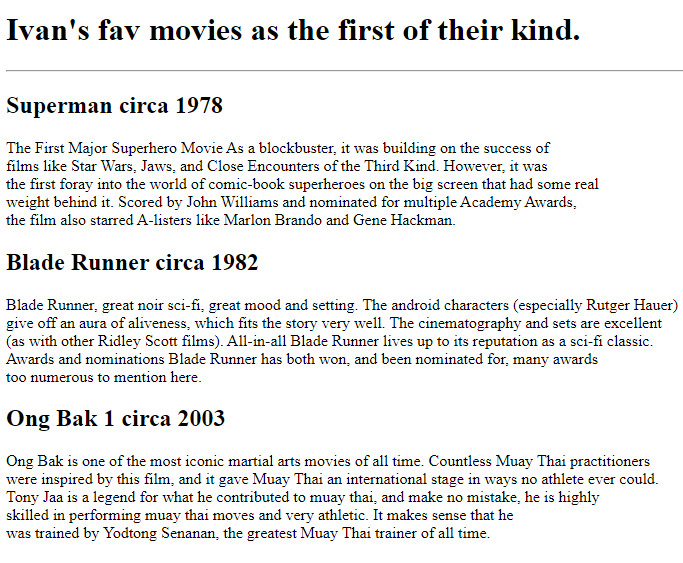 Ivan's fav movies as the first of their kind.
Superman circa 1978
The First Major Superhero Movie As a blockbuster, it was building on the success of
films like Star Wars, Jaws, and Close Encounters of the Third Kind. However, it was
the first foray into the world of comic-book superheroes on the big screen that had some real
weight behind it. Scored by John Williams and nominated for multiple Academy Awards,
the film also starred A-listers like Marlon Brando and Gene Hackman.
Blade Runner circa 1982
Blade Runner, great noir sci-fi, great mood and setting. The android characters (especially Rutger Hauer)
give off an aura of aliveness, which fits the story very well. The cinematography and sets are excellent
(as with other Ridley Scott films). All-in-all Blade Runner lives up to its reputation as a sci-fi classic.
Awards and nominations Blade Runner has both won, and been nominated for, many awards
too numerous to mention here.
Ong Bak 1 circa 2003
Ong Bak is one of the most iconic martial arts movies of all time. Countless Muay Thai practitioners
were inspired by this film, and it gave Muay Thai an international stage in ways no athlete ever could.
Tony Jaa is a legend for what he contributed to muay thai, and make no mistake, he is highly
skilled in performing muay thai moves and very athletic. It makes sense that he
was trained by Yodtong Senanan, the greatest Muay Thai trainer of all time.